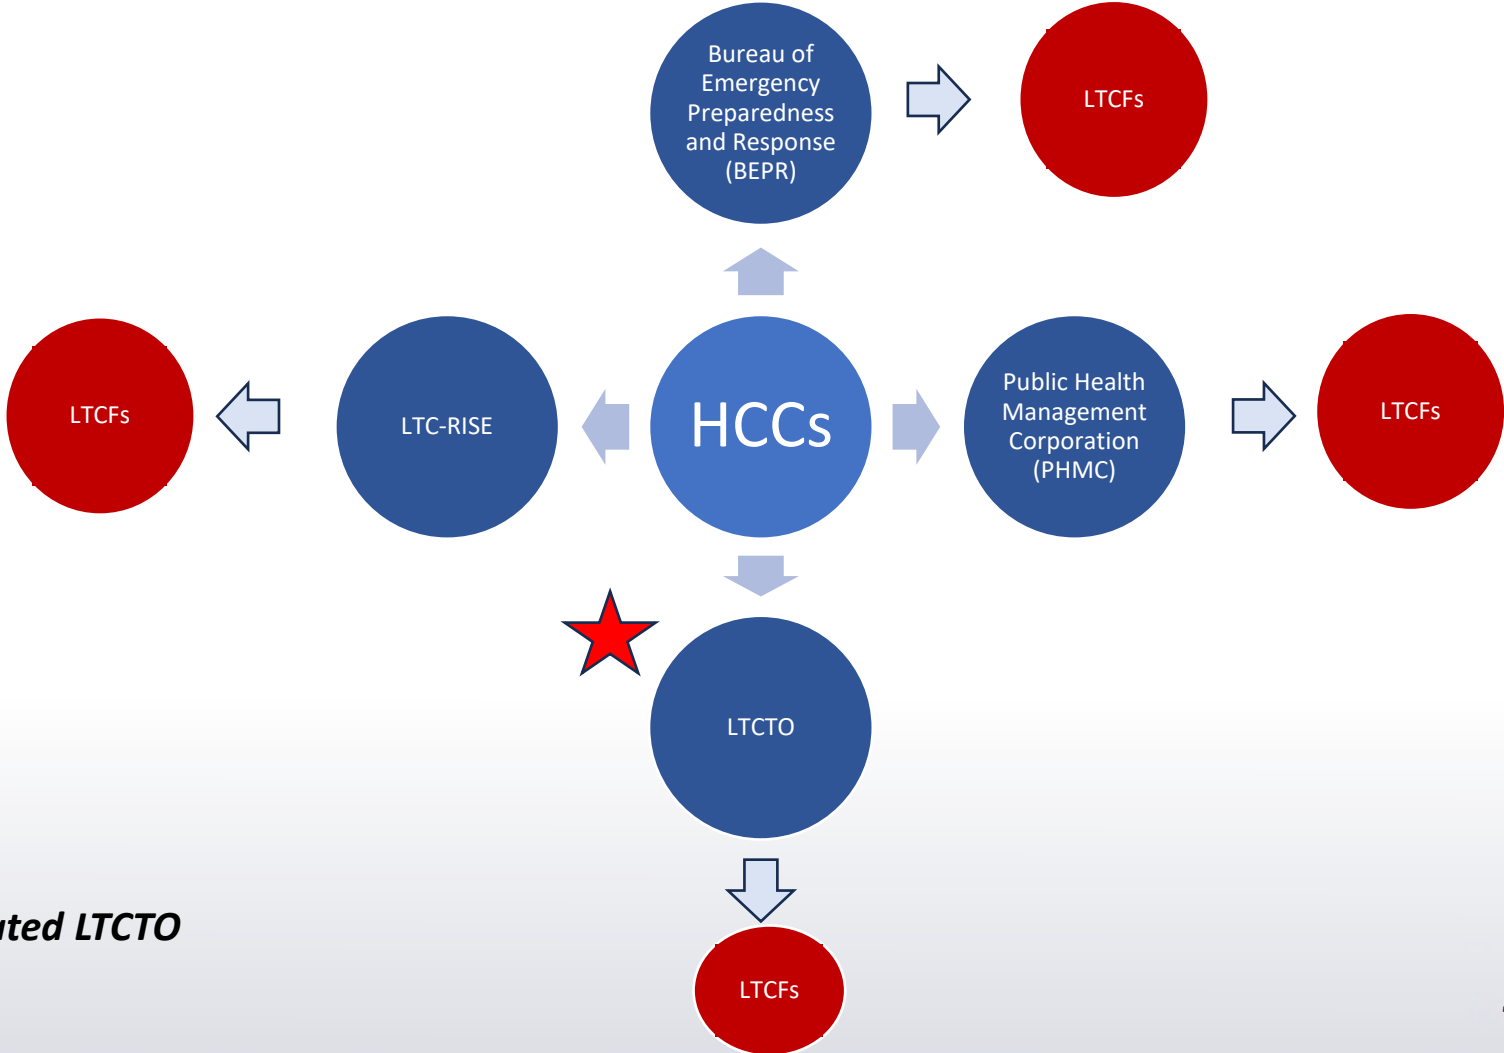 Bureau of
Emergency
Preparedness
and Response
(BEPR)
LTCFs
LTCFs
LTC-RISE
HCCs
Public Health
Management
Corporation
(PHMC)
LTCFs
LTCTO
LTCTO
LTCFs